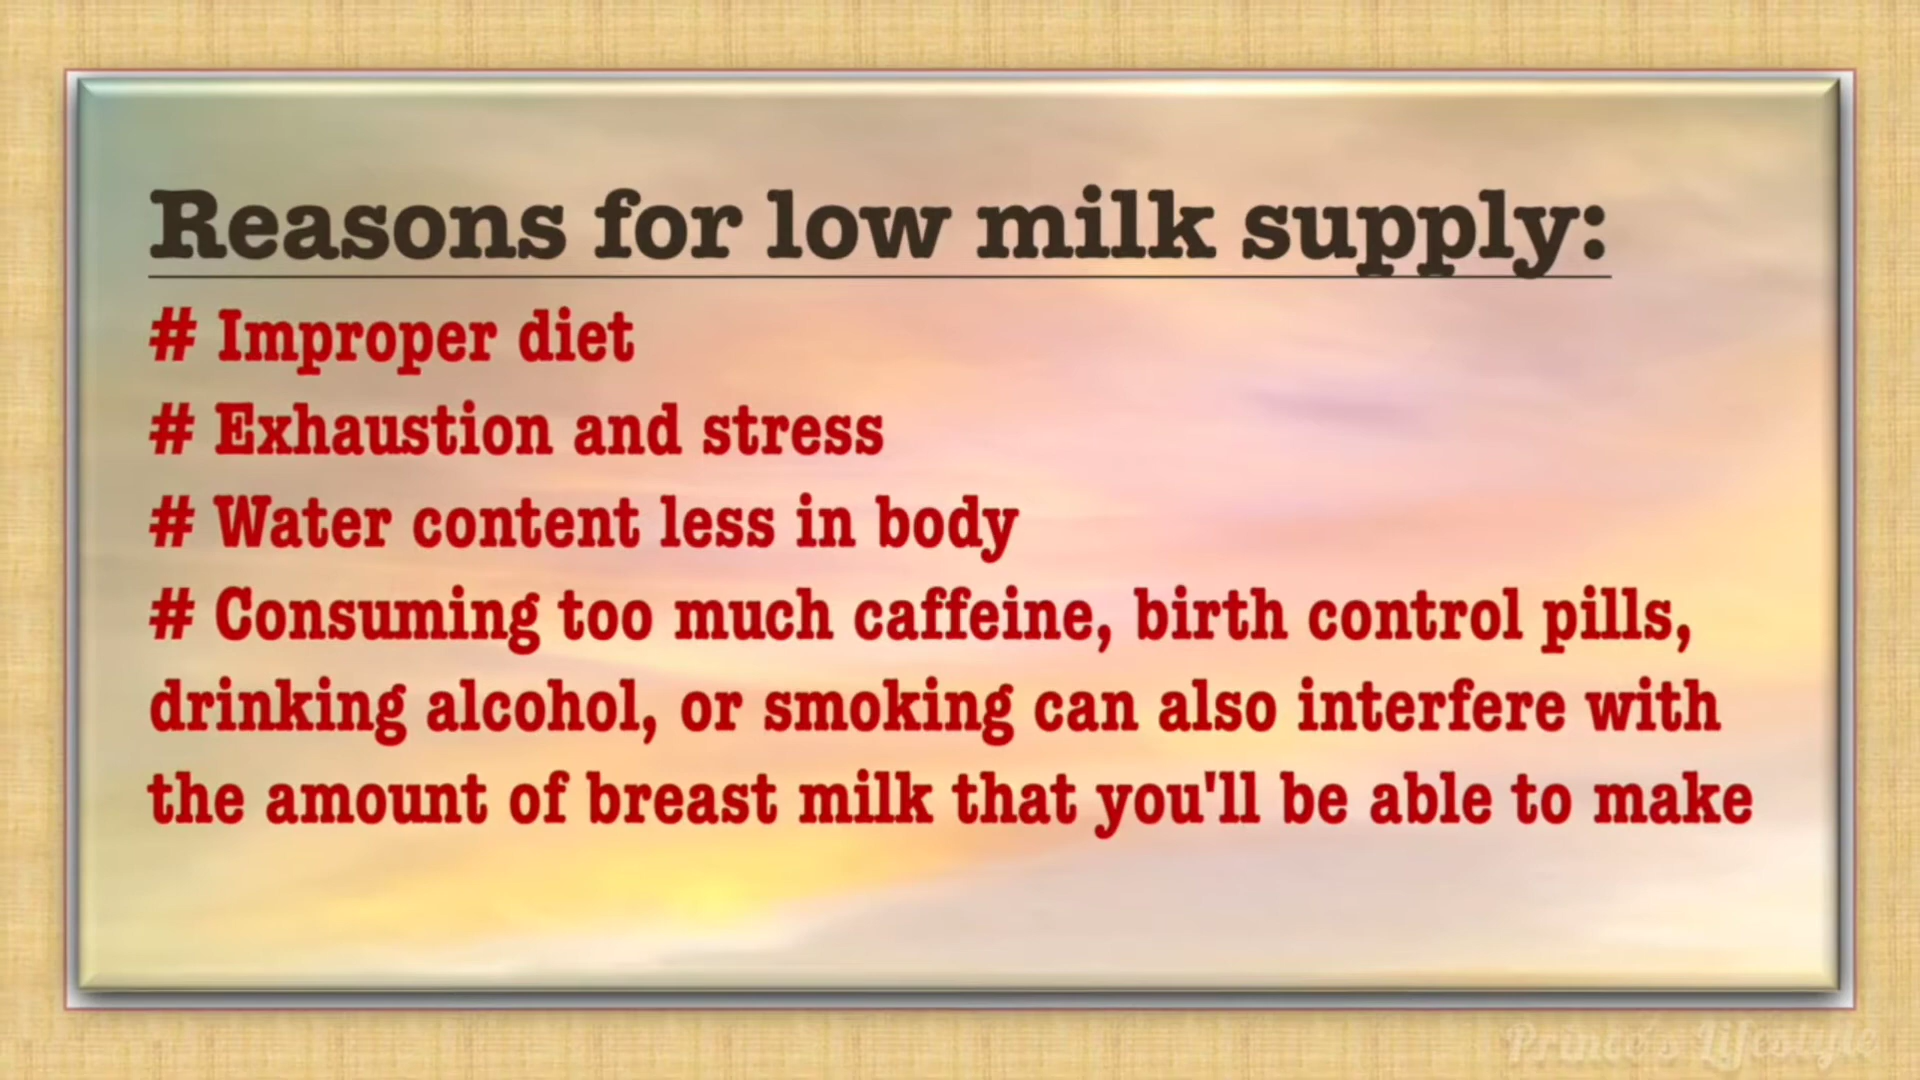 Reasons for low milk supply:
# Improper diet
# Exhaustion and stress
# Water content less in body
# Consuming too much caffeine, birth control pills,
drinking alcohol, or smoking can also interfere with
the amount of breast milk that you'll be able to make
Prince's Lifestyle